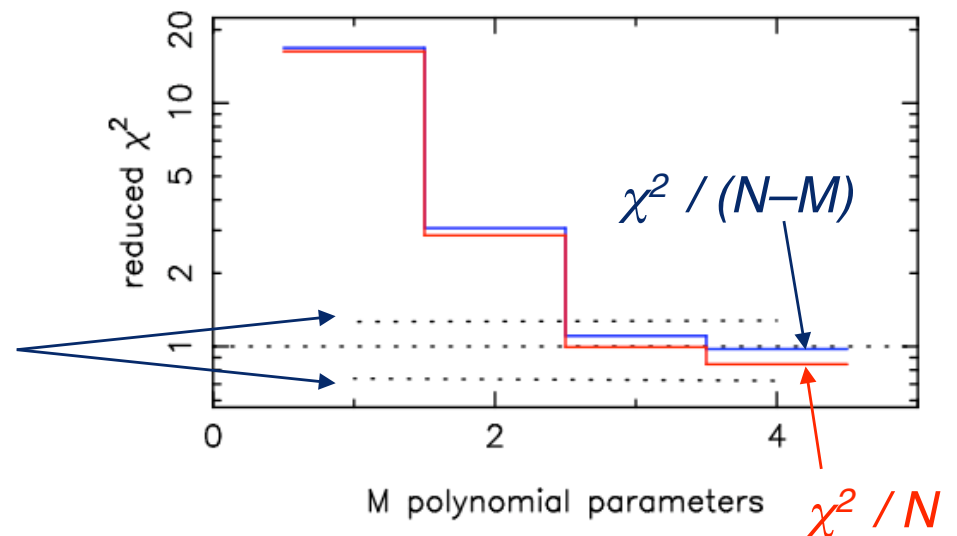 20
10
5
2
1
reduced χ²
χ² / (N–M)
0 2 4
M polynomial parameters
χ² / N